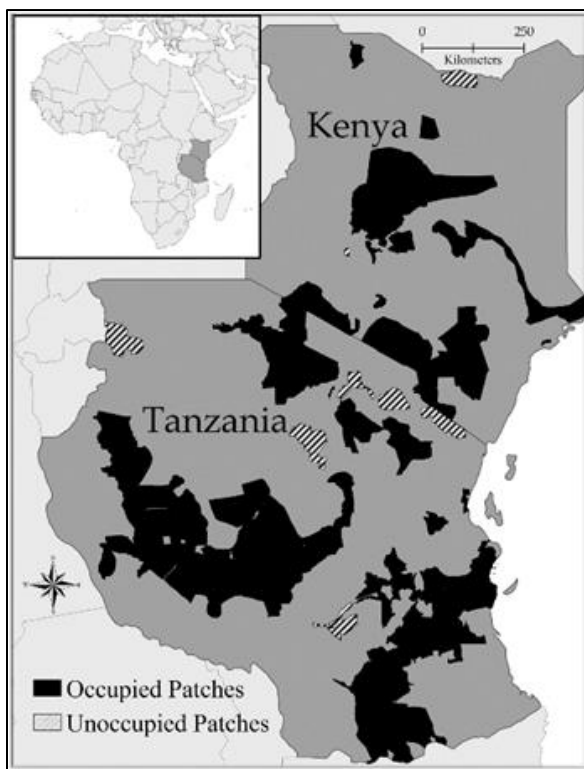 0 250
Kilometers
Kenya
Tanzania
Occupied Patches
Unoccupied Patches